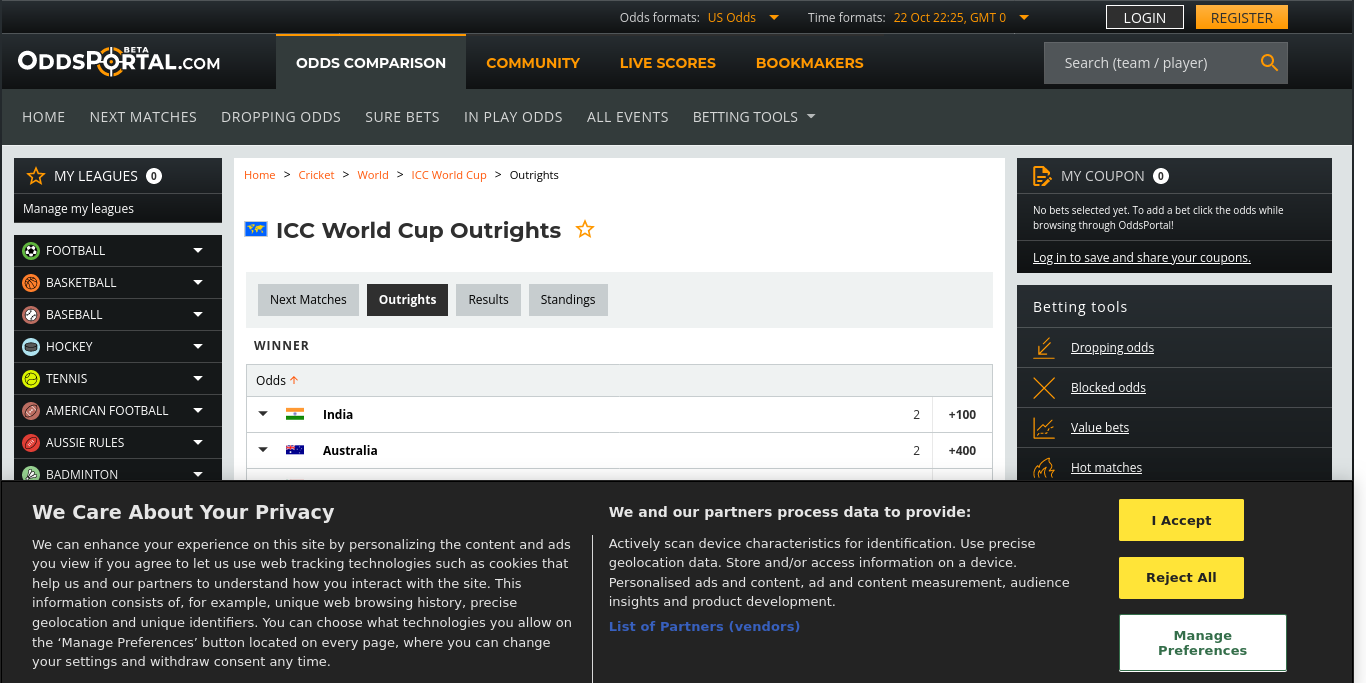 Odds formats: US Odds
Time formats: 22 Oct 22:25, GMT 0
LOGIN
REGISTER
ODDSPORTAL.COM
BETA
ODDS COMPARISON
COMMUNITY
LIVE SCORES
BOOKMAKERS
Search (team / player)
HOME
NEXT MATCHES
DROPPING ODDS
SURE BETS
IN PLAY ODDS
ALL EVENTS
BETTING TOOLS
MY LEAGUES 0
Manage my leagues
FOOTBALL
BASKETBALL
BASEBALL
HOCKEY
TENNIS
AMERICAN FOOTBALL
AUSSIE RULES
BADMINTON
Home > Cricket > World > ICC World Cup > Outrights
ICC World Cup Outrights
Next Matches
Outrights
Results
Standings
WINNER
Odds
India 2 +100
Australia 2 +400
MY COUPON 0
No bets selected yet. To add a bet click the odds while
browsing through OddsPortal!
Log in to save and share your coupons.
Betting tools
Dropping odds
Blocked odds
Value bets
Hot matches
We Care About Your Privacy
We can enhance your experience on this site by personalizing the content and ads
you view if you agree to let us use web tracking technologies such as cookies that
help us and our partners to understand how you interact with the site. This
information consists of, for example, unique web browsing history, precise
geolocation and unique identifiers. You can choose what technologies you allow on
the ‘Manage Preferences’ button located on every page, where you can change
your settings and withdraw consent any time.
We and our partners process data to provide:
Actively scan device characteristics for identification. Use precise
geolocation data. Store and/or access information on a device.
Personalised ads and content, ad and content measurement, audience
insights and product development.
List of Partners (vendors)
I Accept
Reject All
Manage
Preferences